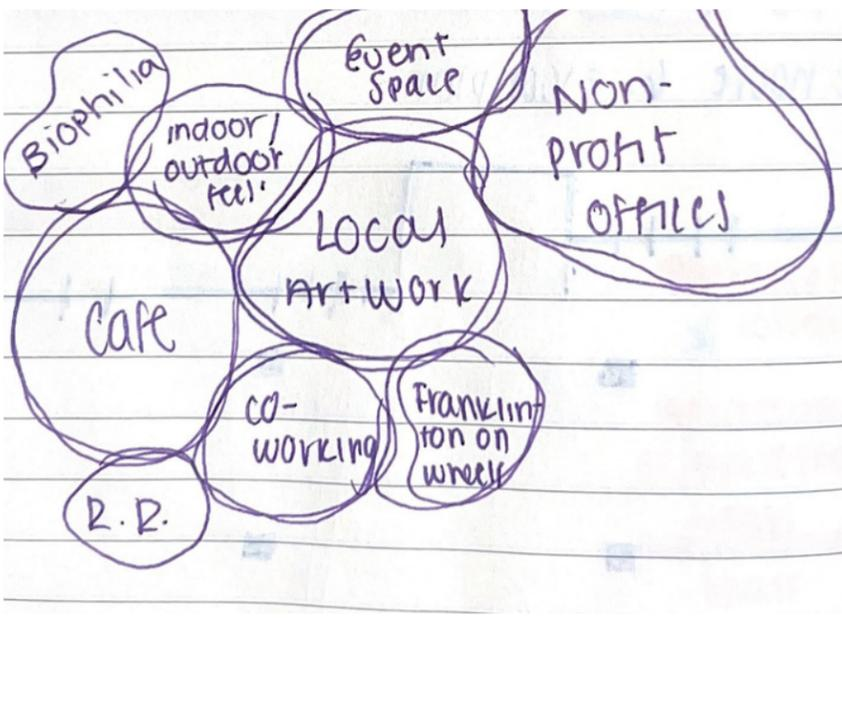 Biophilia
indoor/
outdoor
feel.
Event
Space
Non-
profit
offices
Local
Artwork
Cafe
co-
working
Franklin-
ton on
wheels
R.R.